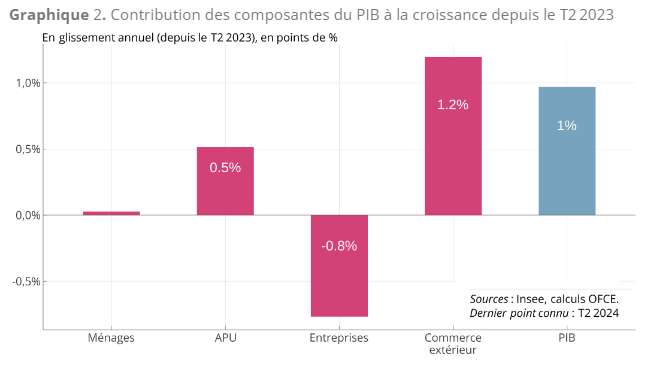 Graphique 2. Contribution des composantes du PIB à la croissance depuis le T2 2023
En glissement annuel (depuis le T2 2023), en points de %
1,0%
0,5%
0,0%
-0,5%
0.5%
-0.8%
1.2%
1%
Sources : Insee, calculs OFCE.
Dernier point connu : T2 2024
Ménages
APU
Entreprises
Commerce
extérieur
PIB